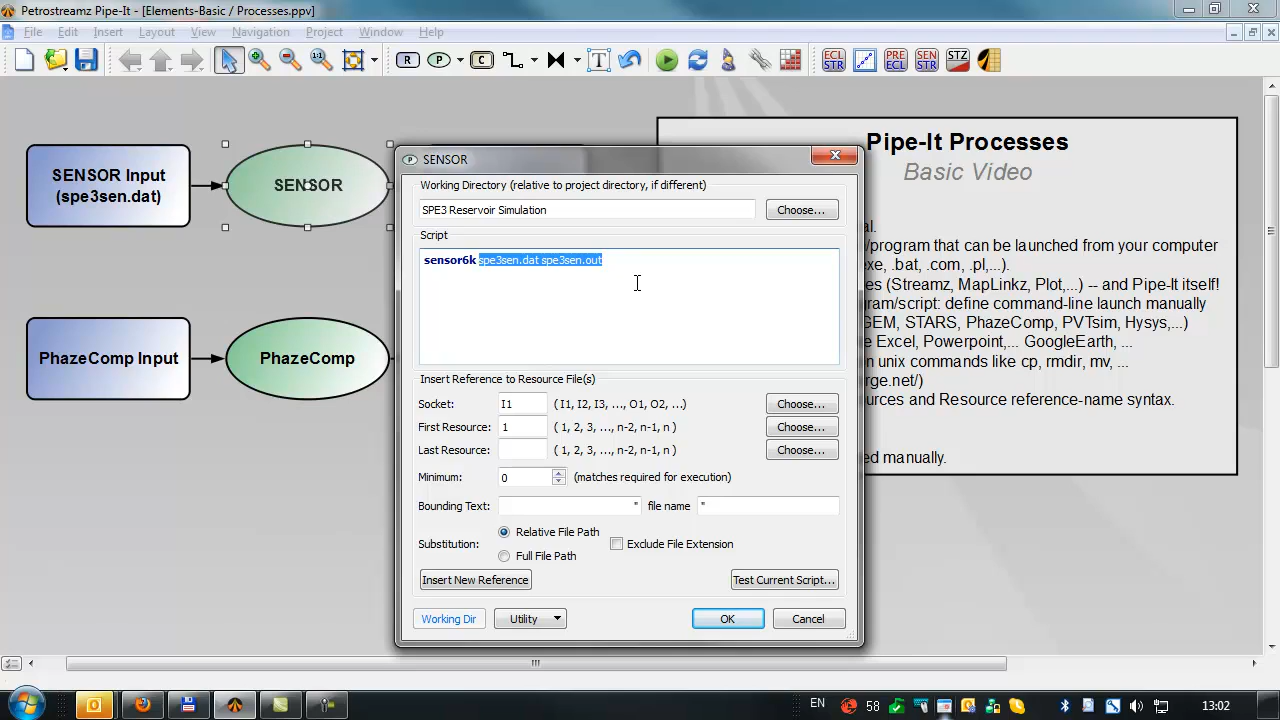 Petrostreamz Pipe-It - [Elements-Basic / Processes.ppv]
File Edit Insert Layout View Navigation Project Window Help
R P C T 1:1 ECL STR PRE ECL SEN STR STZ
Pipe-It Processes
Basic Video
SENSOR Input
(spe3sen.dat)
SENSOR
al.
/program that can be launched from your computer
exe, .bat, .com, .pl,...).
es (Streamz, MapLinkz, Plot,...) -- and Pipe-It itself!
gram/script: define command-line launch manually
GEM, STARS, PhazeComp, PVTsim, Hysys,...)
e Excel, Powerpoint,... GoogleEarth, ...
n unix commands like cp, rmdir, mv, ...
rge.net/)
ources and Resource reference-name syntax.
ed manually.
PhazeComp Input
PhazeComp
SENSOR
Working Directory (relative to project directory, if different)
SPE3 Reservoir Simulation Choose...
Script
sensor6k spe3sen.dat spe3sen.out
Insert Reference to Resource File(s)
Socket: I1 ( I1, I2, I3, ..., O1, O2, ...) Choose...
First Resource: 1 ( 1, 2, 3, ..., n-2, n-1, n ) Choose...
Last Resource: ( 1, 2, 3, ..., n-2, n-1, n ) Choose...
Minimum: 0 (matches required for execution)
Bounding Text: " file name "
Substitution: Relative File Path Exclude File Extension
Full File Path
Insert New Reference Test Current Script...
Working Dir Utility OK Cancel
EN 58 13:02